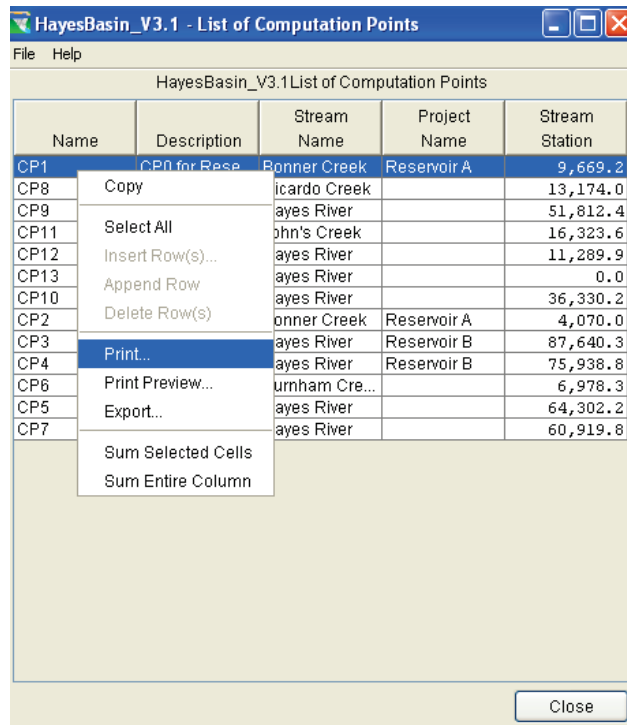 HayesBasin_V3.1 - List of Computation Points
File Help
HayesBasin_V3.1List of Computation Points
Name Description Stream Name Project Name Stream Station
CP1 CP0 for Rese Bonner Creek Reservoir A 9,669.2
CP8 icardo Creek 13,174.0
CP9 ayes River 51,812.4
CP11 ohn's Creek 16,323.6
CP12 ayes River 11,289.9
CP13 ayes River 0.0
CP10 ayes River 36,330.2
CP2 onner Creek Reservoir A 4,070.0
CP3 ayes River Reservoir B 87,640.3
CP4 ayes River Reservoir B 75,938.8
CP6 urnham Cre... 6,978.3
CP5 ayes River 64,302.2
CP7 ayes River 60,919.8
Copy
Select All
Insert Row(s)...
Append Row
Delete Row(s)
Print...
Print Preview...
Export...
Sum Selected Cells
Sum Entire Column
Close